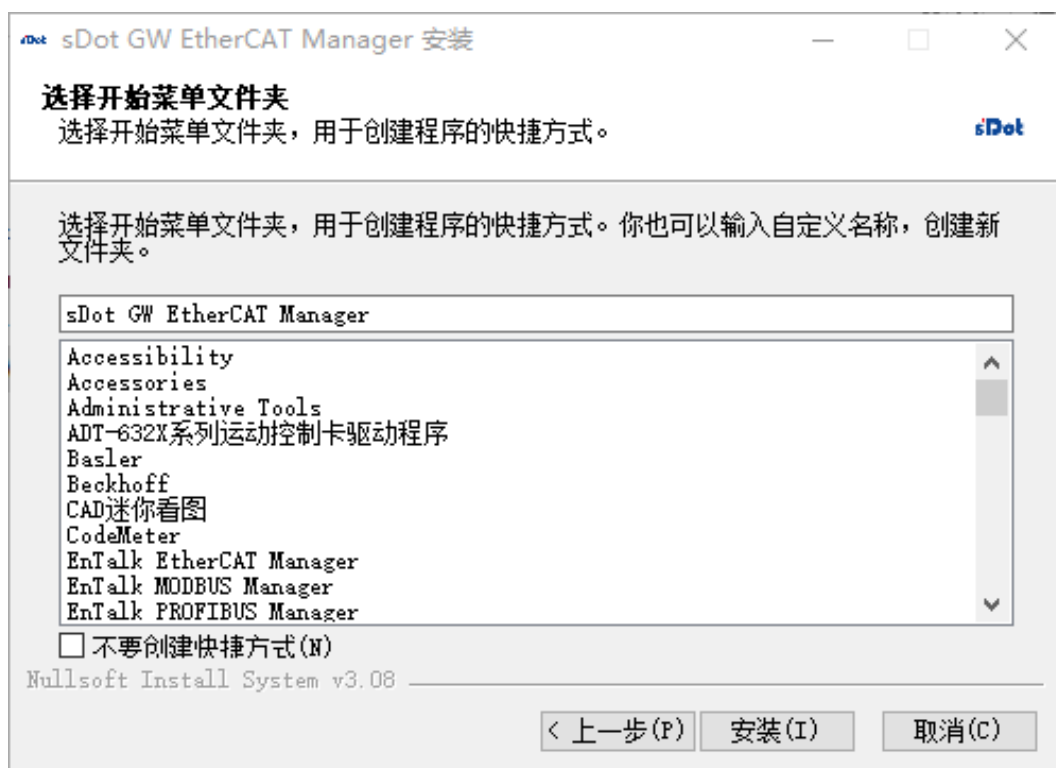 sDot sDot GW EtherCAT Manager 安装
选择开始菜单文件夹
选择开始菜单文件夹，用于创建程序的快捷方式。
sDot
选择开始菜单文件夹，用于创建程序的快捷方式。你也可以输入自定义名称，创建新
文件夹。
sDot GW EtherCAT Manager
Accessibility
Accessories
Administrative Tools
ADT-632X系列运动控制卡驱动程序
Basler
Beckhoff
CAD迷你看图
CodeMeter
EnTalk EtherCAT Manager
EnTalk MODBUS Manager
EnTalk PROFIBUS Manager
不要创建快捷方式(N)
Nullsoft Install System v3.08
< 上一步(P) 安装(I) 取消(C)